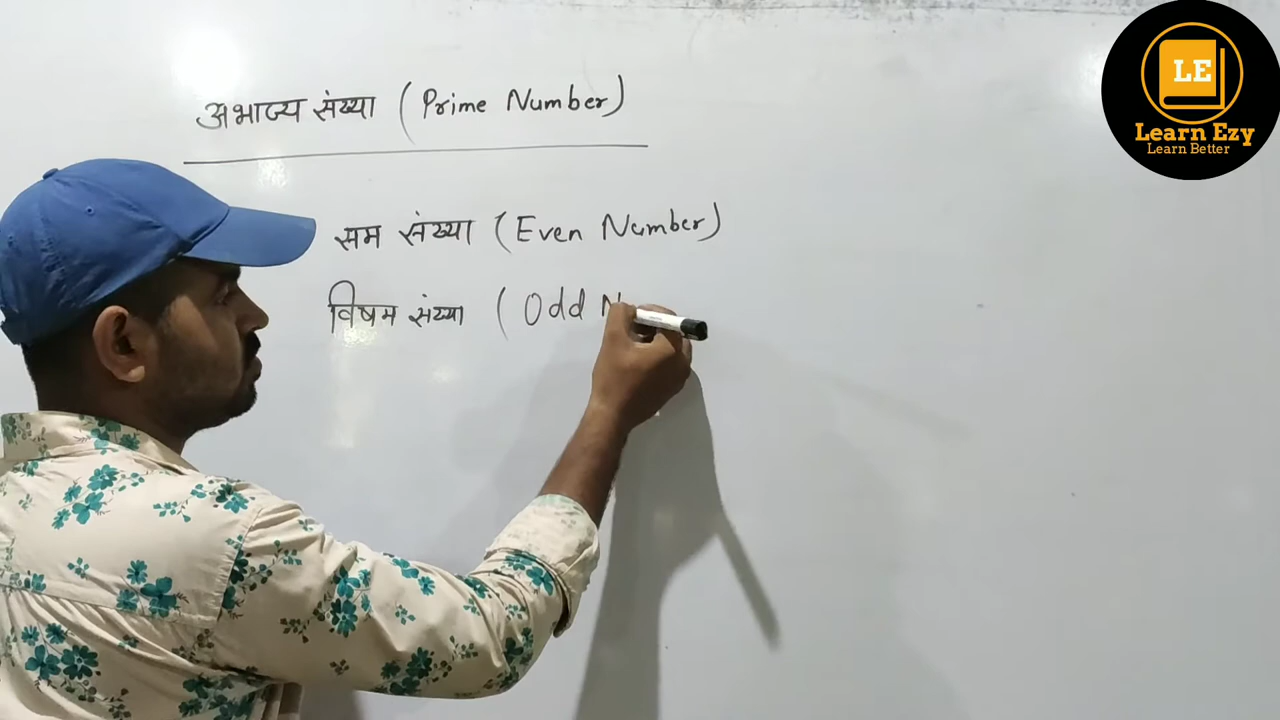 अभाज्य संख्या (Prime Number)
सम संख्या (Even Number)
विषम संख्या (Odd N
LE
Learn Ezy
Learn Better